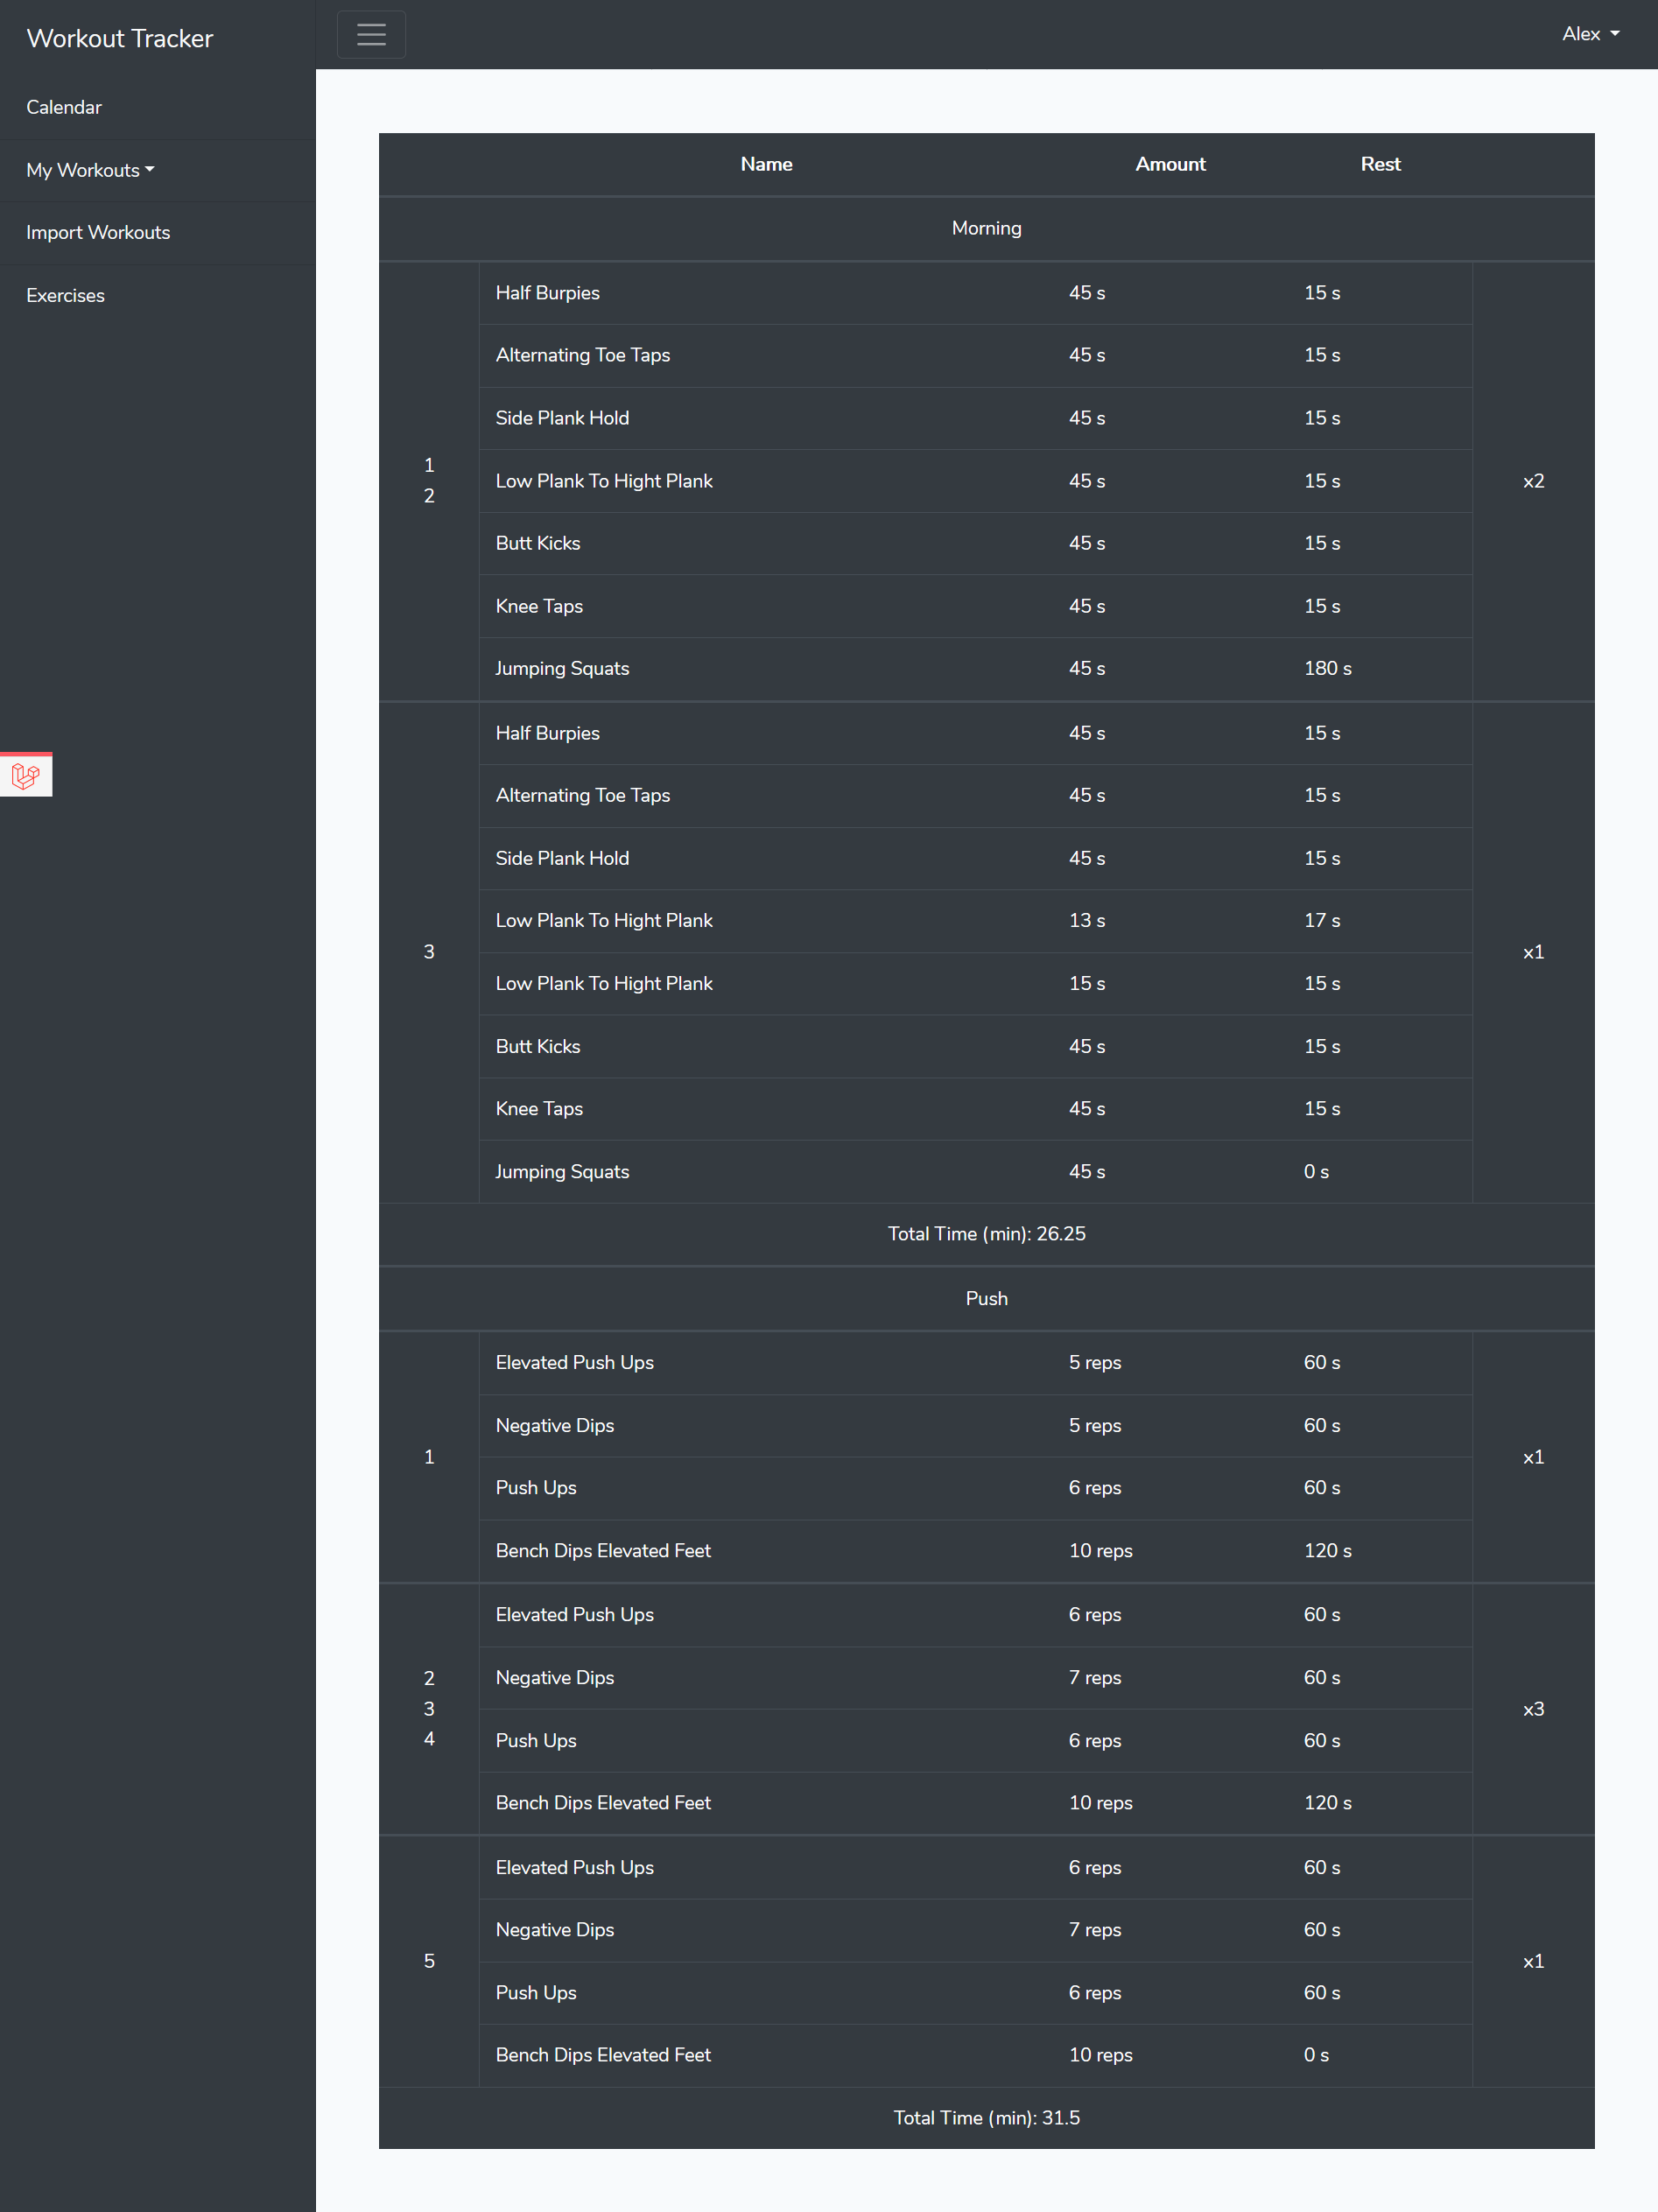 Workout Tracker
Alex
Calendar
My Workouts
Import Workouts
Exercises
Name Amount Rest
Morning
1
2
Half Burpies 45 s 15 s
Alternating Toe Taps 45 s 15 s
Side Plank Hold 45 s 15 s
Low Plank To Hight Plank 45 s 15 s
Butt Kicks 45 s 15 s
Knee Taps 45 s 15 s
Jumping Squats 45 s 180 s
x2
3
Half Burpies 45 s 15 s
Alternating Toe Taps 45 s 15 s
Side Plank Hold 45 s 15 s
Low Plank To Hight Plank 13 s 17 s
Low Plank To Hight Plank 15 s 15 s
Butt Kicks 45 s 15 s
Knee Taps 45 s 15 s
Jumping Squats 45 s 0 s
x1
Total Time (min): 26.25
Push
1
Elevated Push Ups 5 reps 60 s
Negative Dips 5 reps 60 s
Push Ups 6 reps 60 s
Bench Dips Elevated Feet 10 reps 120 s
x1
2
3
4
Elevated Push Ups 6 reps 60 s
Negative Dips 7 reps 60 s
Push Ups 6 reps 60 s
Bench Dips Elevated Feet 10 reps 120 s
x3
5
Elevated Push Ups 6 reps 60 s
Negative Dips 7 reps 60 s
Push Ups 6 reps 60 s
Bench Dips Elevated Feet 10 reps 0 s
x1
Total Time (min): 31.5